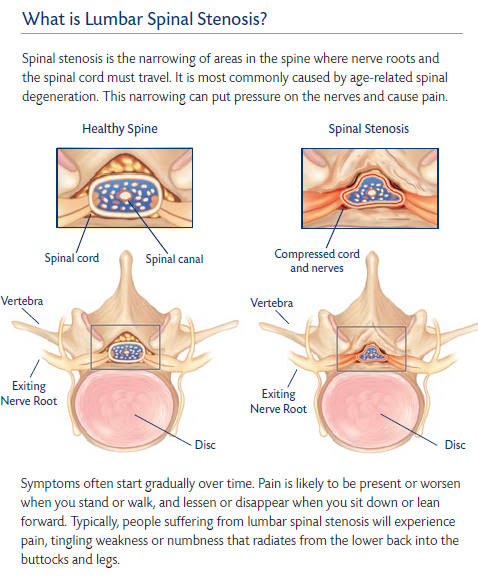 What is Lumbar Spinal Stenosis?
Spinal stenosis is the narrowing of areas in the spine where nerve roots and
the spinal cord must travel. It is most commonly caused by age-related spinal
degeneration. This narrowing can put pressure on the nerves and cause pain.
Healthy Spine
Spinal Stenosis
Spinal cord
Spinal canal
Compressed cord
and nerves
Vertebra
Vertebra
Exiting
Nerve Root
Exiting
Nerve Root
Disc
Disc
Symptoms often start gradually over time. Pain is likely to be present or worsen
when you stand or walk, and lessen or disappear when you sit down or lean
forward. Typically, people suffering from lumbar spinal stenosis will experience
pain, tingling weakness or numbness that radiates from the lower back into the
buttocks and legs.